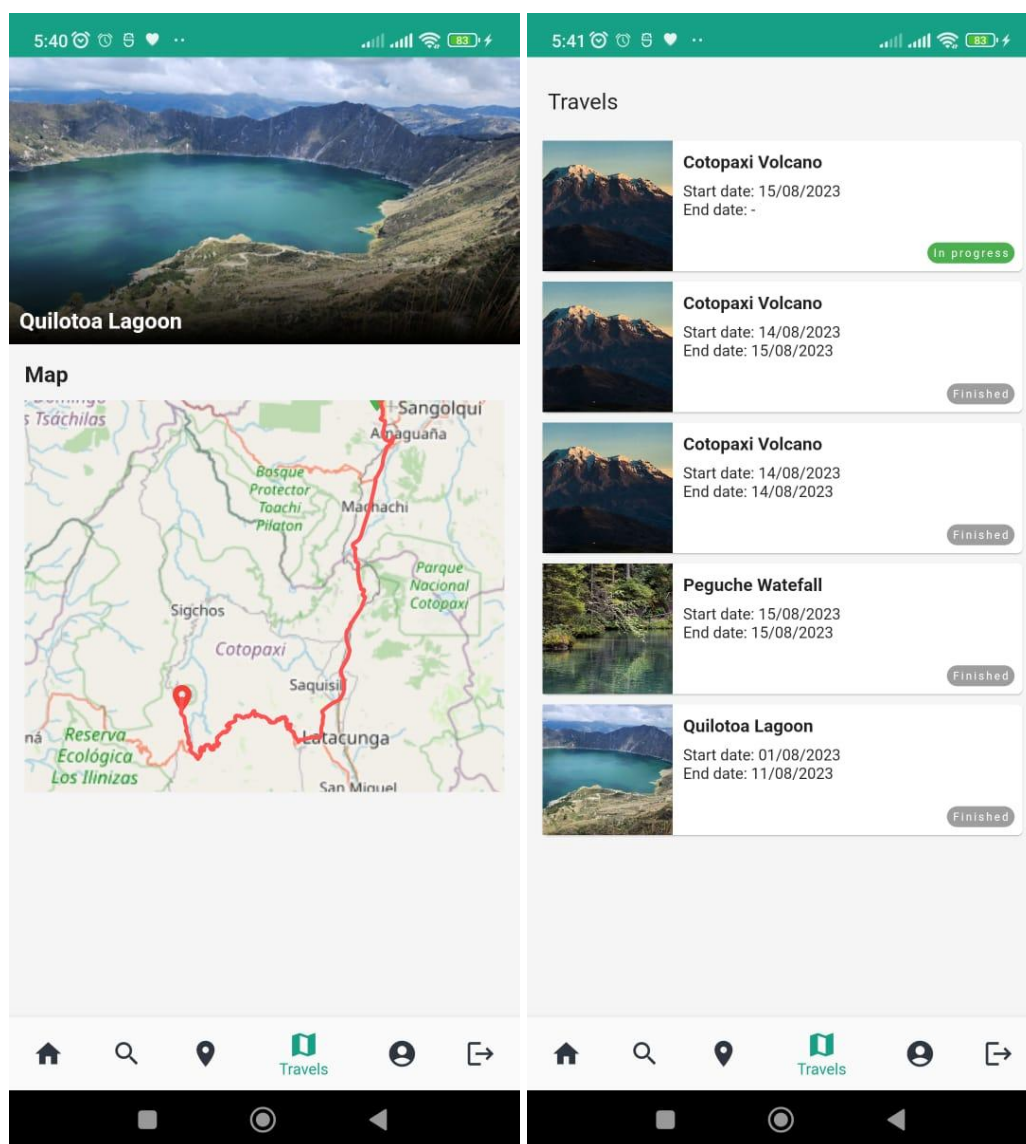 5:40
83
Quilotoa Lagoon
Map
Sangolquí
s Tsáchilas
Amaguaña
Bosque
Protector
Toachi
Pilaton
Machachi
Parque
Nacional
Cotopaxi
Sigchos
Cotopaxi
Saquisilí
ná
Reserva
Ecológica
Los Ilinizas
Latacunga
San Miguel
Travels
5:41
83
Travels
Cotopaxi Volcano
Start date: 15/08/2023
End date: -
In progress
Cotopaxi Volcano
Start date: 14/08/2023
End date: 15/08/2023
Finished
Cotopaxi Volcano
Start date: 14/08/2023
End date: 14/08/2023
Finished
Peguche Watefall
Start date: 15/08/2023
End date: 15/08/2023
Finished
Quilotoa Lagoon
Start date: 01/08/2023
End date: 11/08/2023
Finished
Travels